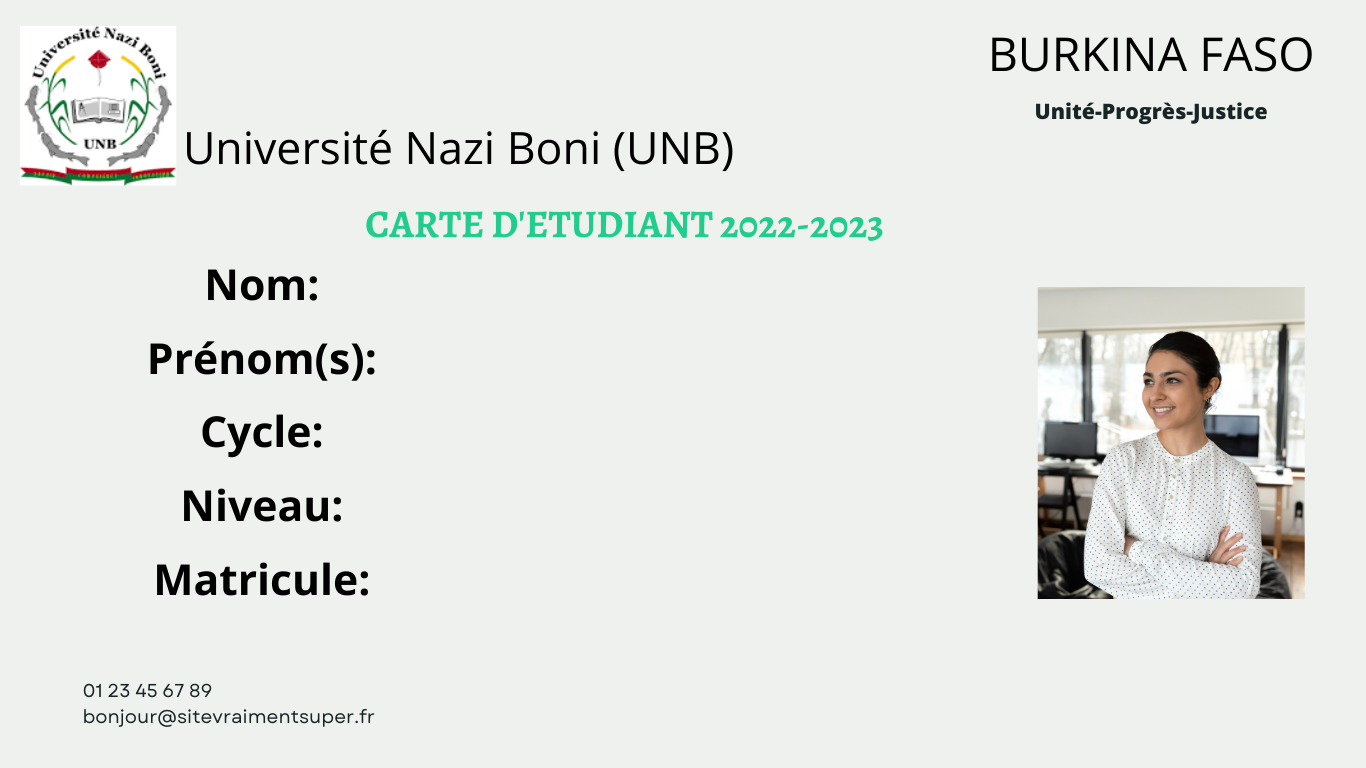 Université Nazi Boni
UNB
BURKINA FASO
Unité-Progrès-Justice
Université Nazi Boni (UNB)
CARTE D'ETUDIANT 2022-2023
Nom:
Prénom(s):
Cycle:
Niveau:
Matricule:
01 23 45 67 89
bonjour@sitevraimentsuper.fr